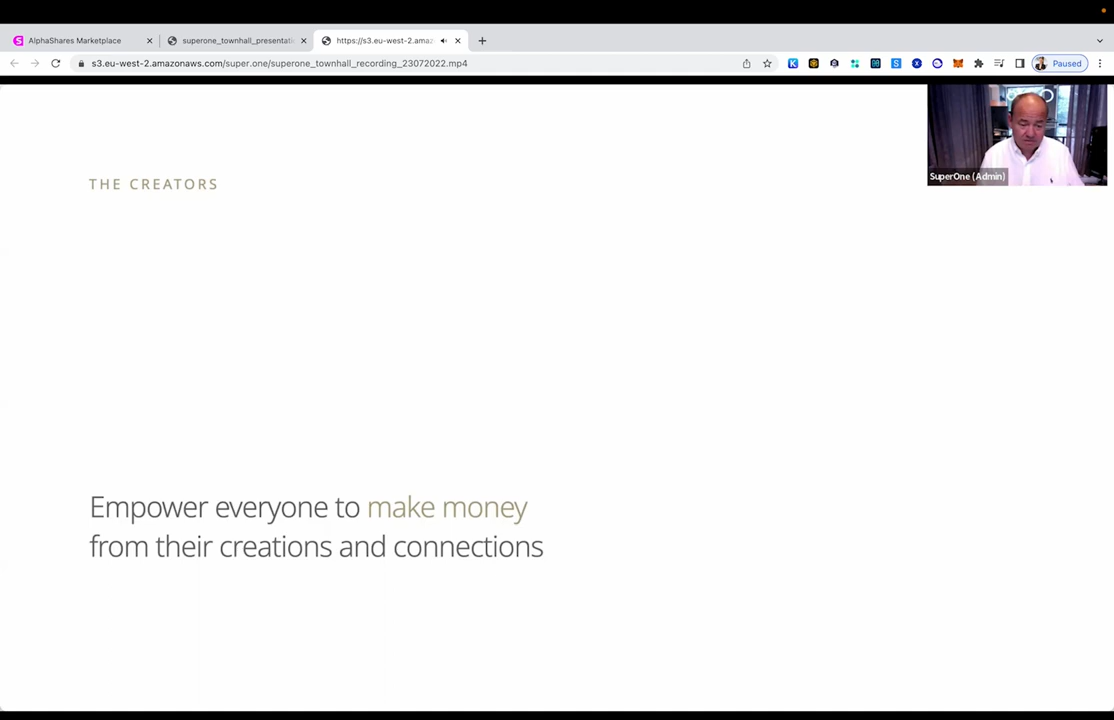 AlphaShares Marketplace
superone_townhall_presentati
https://s3.eu-west-2.amaz
s3.eu-west-2.amazonaws.com/super.one/superone_townhall_recording_23072022.mp4
Paused
SuperOne (Admin)
THE CREATORS
Empower everyone to make money
from their creations and connections